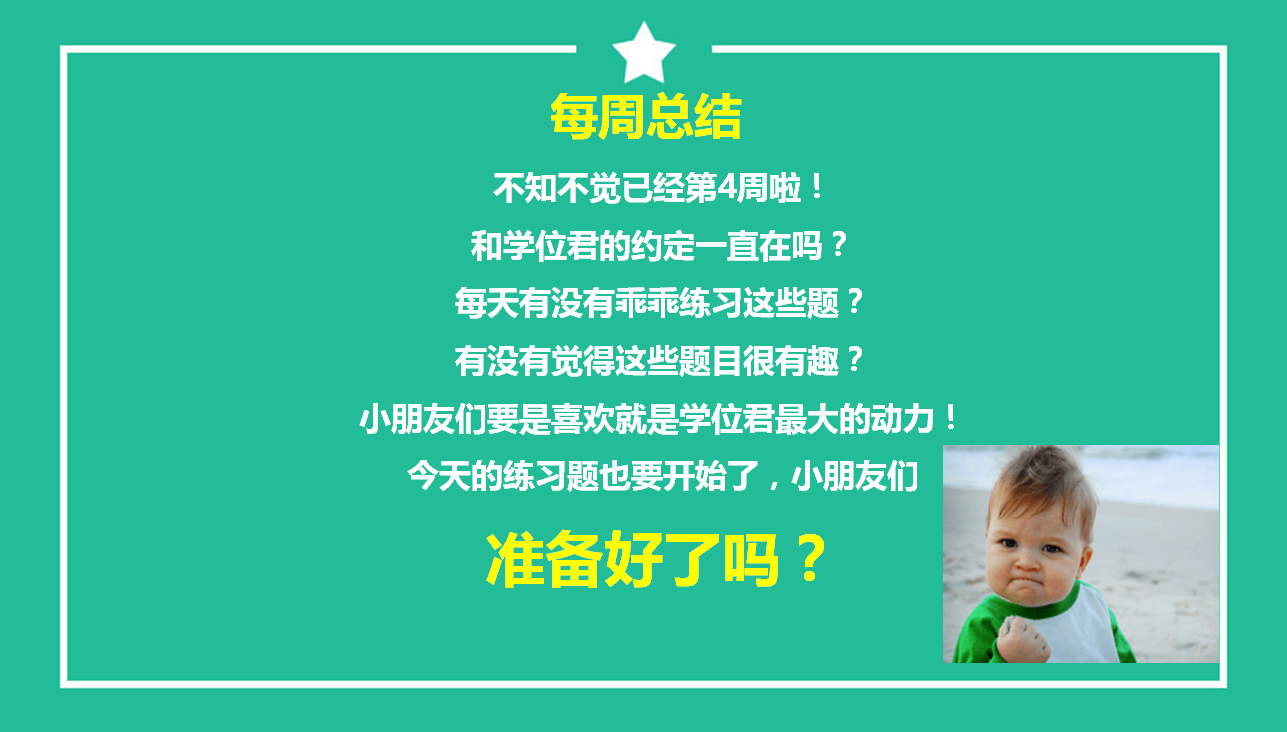 每周总结
不知不觉已经第4周啦！
和学位君的约定一直在吗？
每天有没有乖乖练习这些题？
有没有觉得这些题目很有趣？
小朋友们要是喜欢就是学位君最大的动力！
今天的练习题也要开始了，小朋友们
准备好了吗？